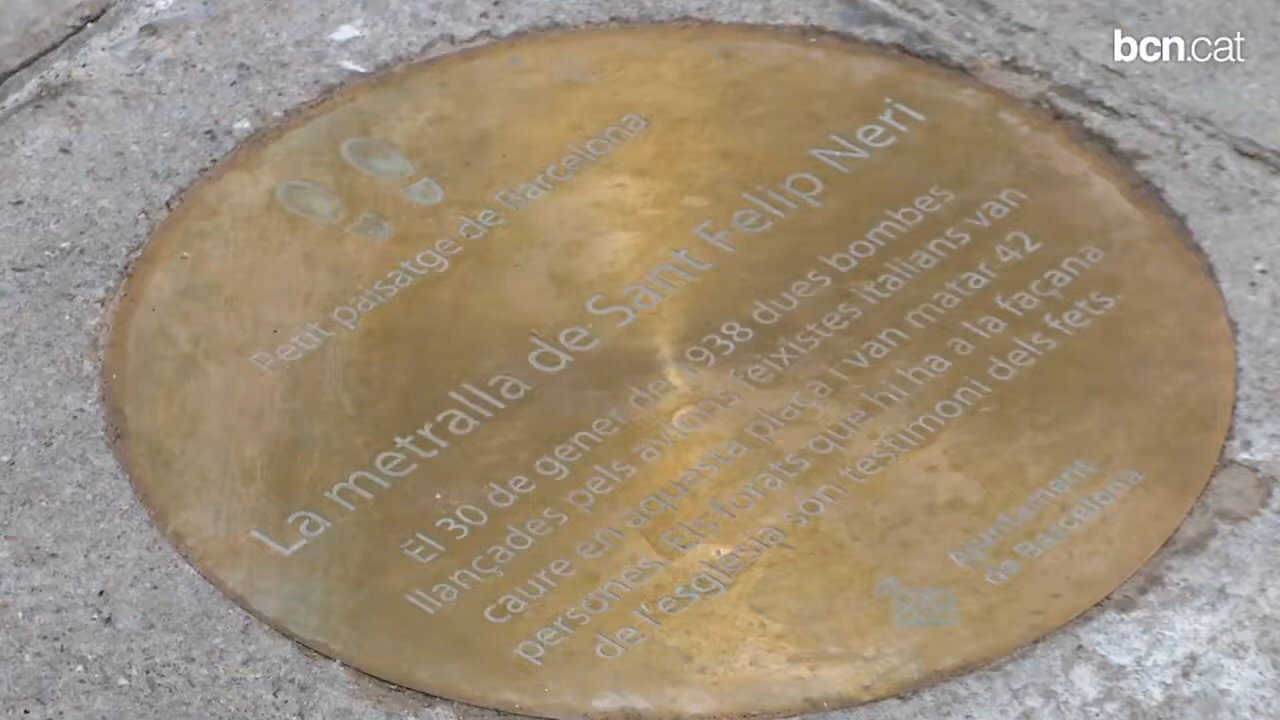 bcn.cat
Petit paisatge de Barcelona
La metralla de Sant Felip Neri
El 30 de gener de 1938 dues bombes
llançades pels avions feixistes italians van
caure en aquesta plaça i van matar 42
persones. Els forats que hi ha a la façana
de l'església són testimoni dels fets.
Ajuntament
de Barcelona